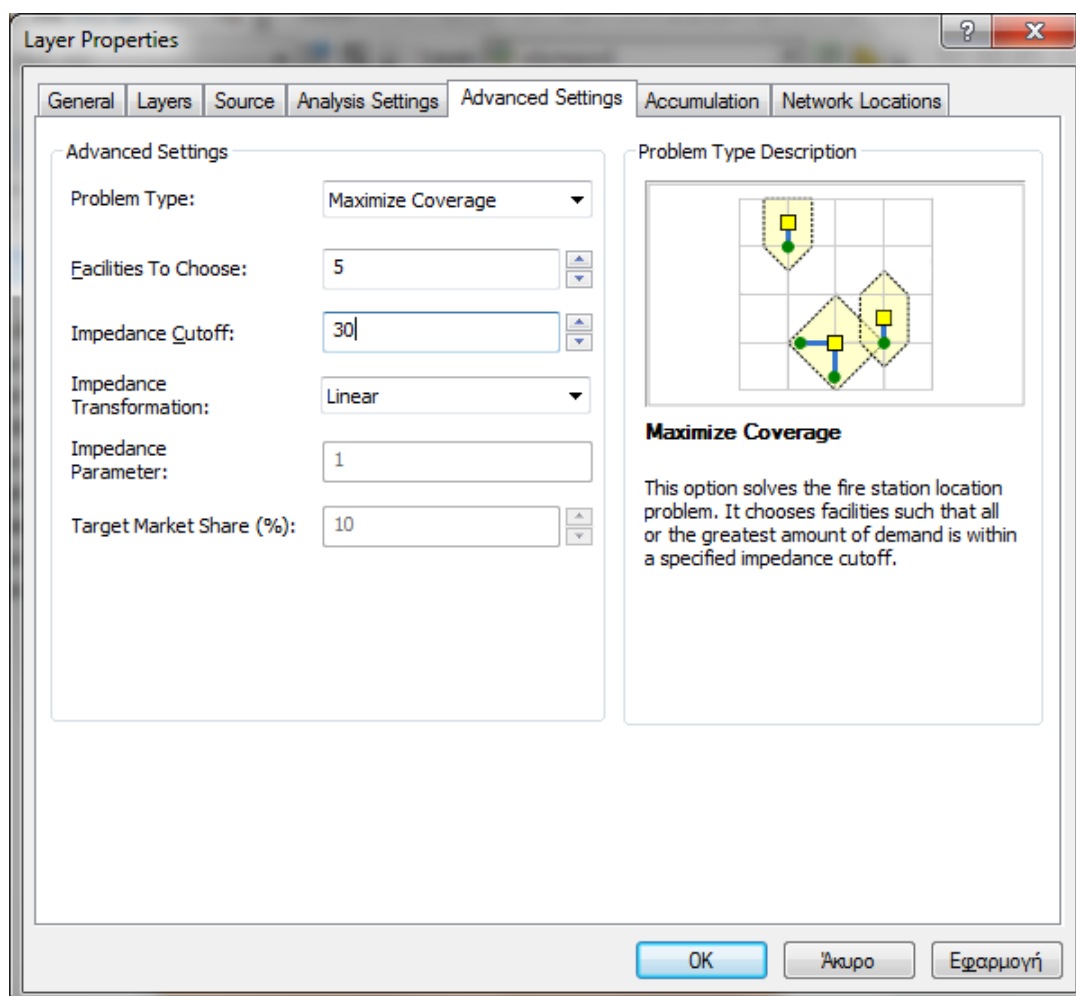 Layer Properties
?
X
General Layers Source Analysis Settings Advanced Settings Accumulation Network Locations
Advanced Settings
Problem Type: Maximize Coverage
Facilities To Choose: 5
Impedance Cutoff: 30
Impedance
Transformation: Linear
Impedance
Parameter: 1
Target Market Share (%): 10
Problem Type Description
Maximize Coverage
This option solves the fire station location
problem. It chooses facilities such that all
or the greatest amount of demand is within
a specified impedance cutoff.
OK Άκυρο Εφαρμογή